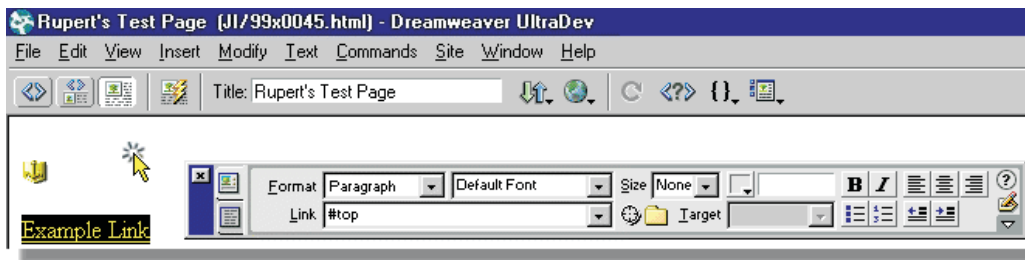 Rupert's Test Page (JI/99x0045.html) - Dreamweaver UltraDev
File Edit View Insert Modify Text Commands Site Window Help
Title: Rupert's Test Page
Format Paragraph Default Font Size None B I
Link #top Target
Example Link